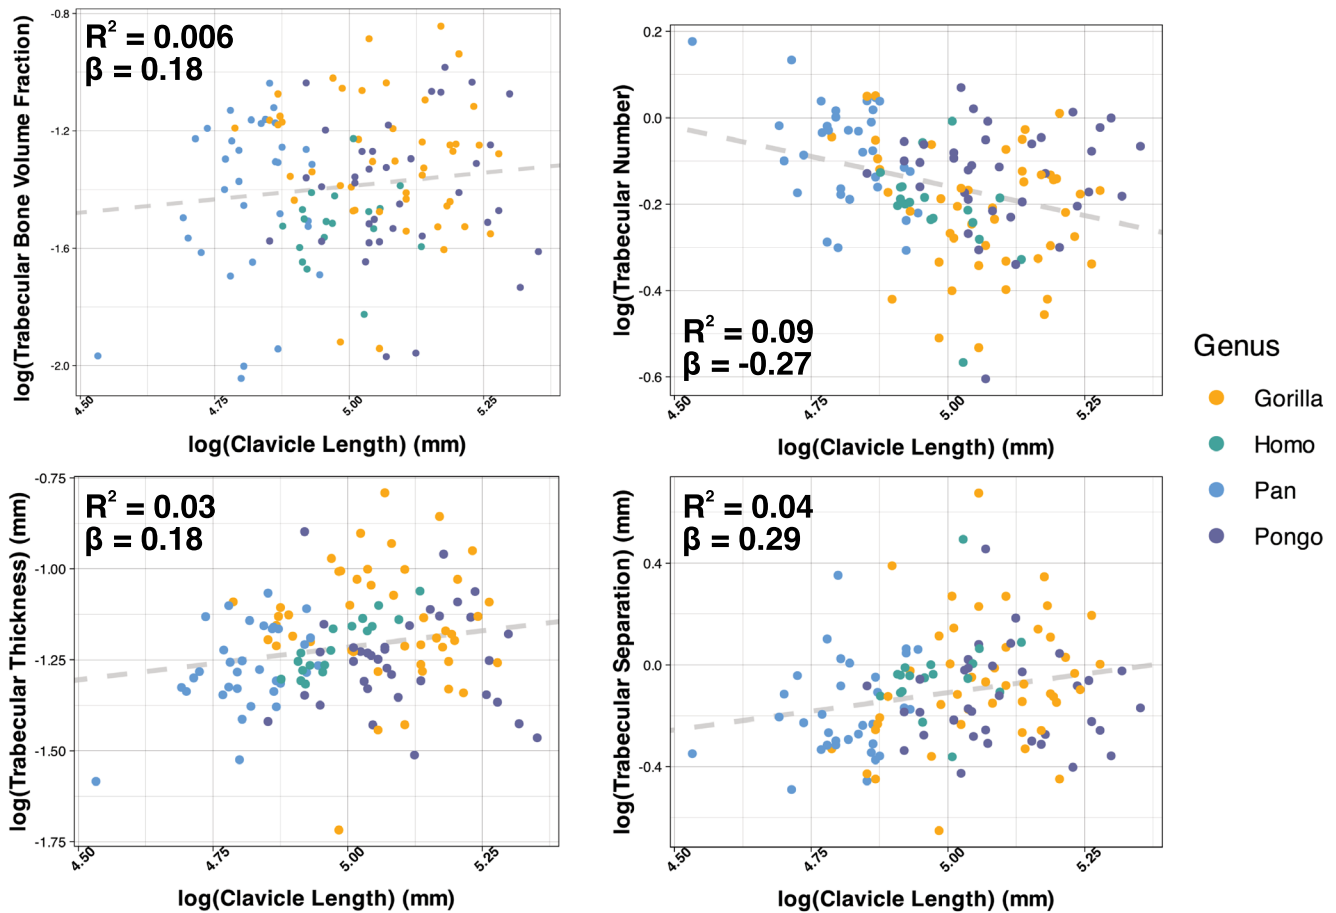 log(Trabecular Bone Volume Fraction)
-0.8
-1.2
-1.6
-2.0
R² = 0.006
β = 0.18
4.50
4.75
5.00
5.25
log(Clavicle Length) (mm)
log(Trabecular Number)
0.2
0.0
-0.2
-0.4
-0.6
R² = 0.09
β = -0.27
4.50
4.75
5.00
5.25
log(Clavicle Length) (mm)
log(Trabecular Thickness) (mm)
-0.75
-1.00
-1.25
-1.50
-1.75
R² = 0.03
β = 0.18
4.50
4.75
5.00
5.25
log(Clavicle Length) (mm)
log(Trabecular Separation) (mm)
0.4
0.0
-0.4
R² = 0.04
β = 0.29
4.50
4.75
5.00
5.25
log(Clavicle Length) (mm)
Genus
Gorilla
Homo
Pan
Pongo